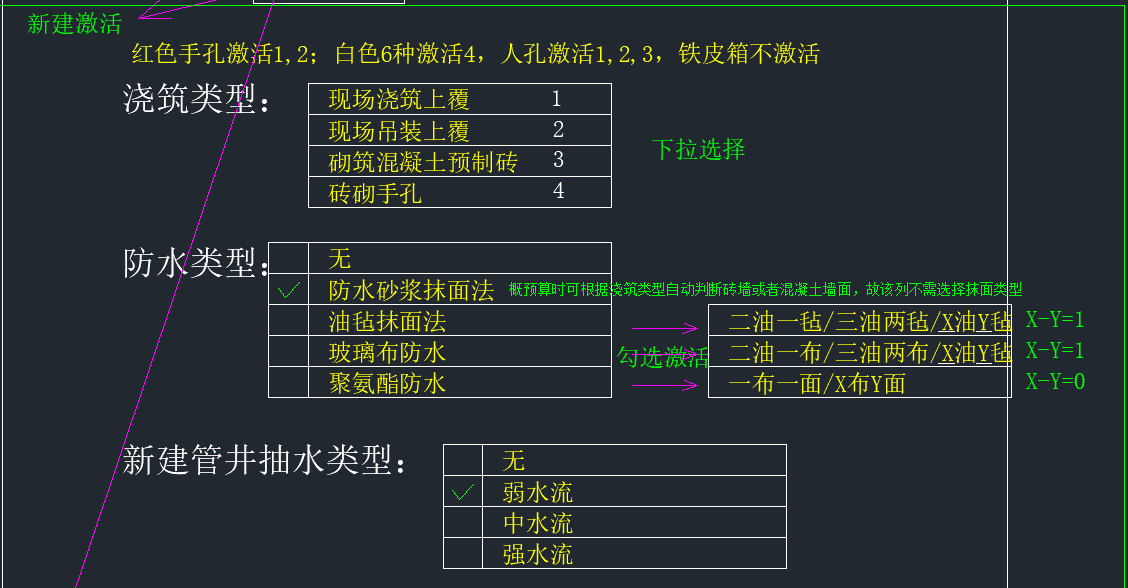 新建激活
红色手孔激活1,2; 白色6种激活4，人孔激活1,2,3，铁皮箱不激活
浇筑类型：
现场浇筑上覆 1
现场吊装上覆 2
砌筑混凝土预制砖 3
砖砌手孔 4
下拉选择
防水类型：
无
防水砂浆抹面法 概预算时可根据浇筑类型自动判断砖墙或者混凝土墙面，故该列不需选择抹面类型
油毡抹面法 二油一毡/三油两毡/X油Y毡 X-Y=1
玻璃布防水 勾选激活 二油一布/三油两布/X油Y毡 X-Y=1
聚氨酯防水 一布一面/X布Y面 X-Y=0
新建管井抽水类型：
无
弱水流
中水流
强水流